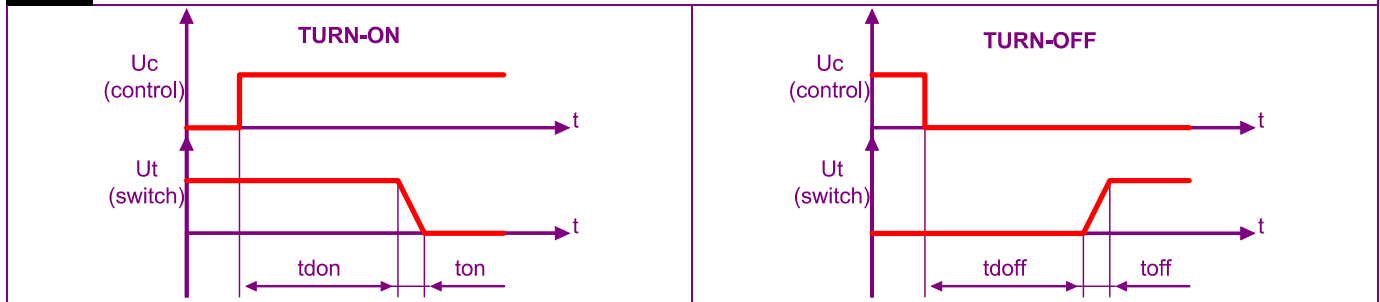 TURN-ON
Uc
(control)
t
Ut
(switch)
t
tdon
ton
TURN-OFF
Uc
(control)
t
Ut
(switch)
t
tdoff
toff